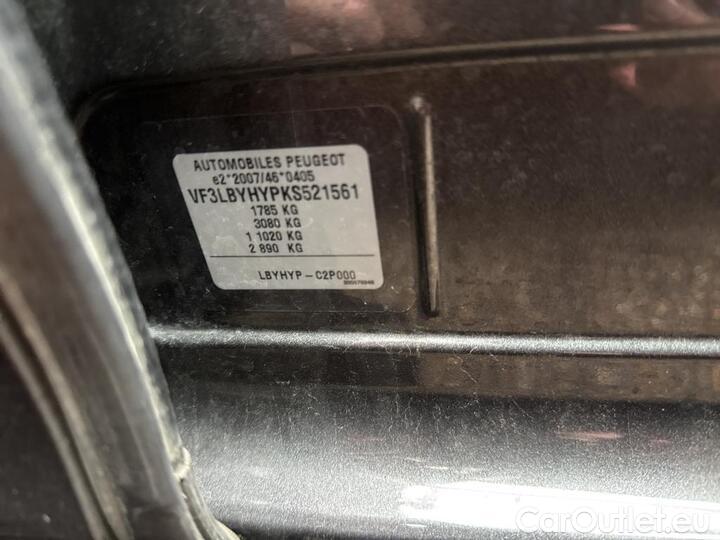 AUTOMOBILES PEUGEOT
e2*2007/46*0405
VF3LBYHYPKS521561
1785 KG
3080 KG
1 1020 KG
2 890 KG
LBYHYP-C2P000
CarOutlet.eu